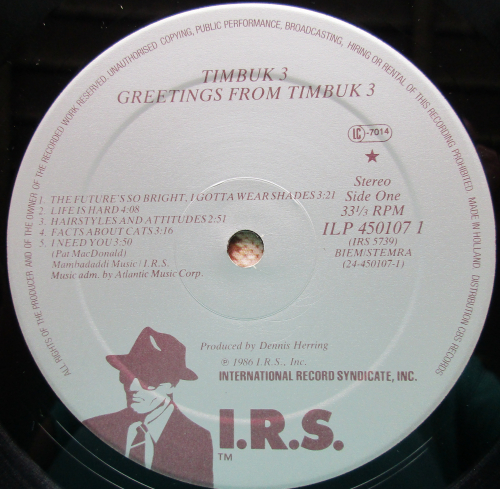 UNAUTHORISED COPYING, PUBLIC PERFORMANCE, BROADCASTING, HIRING OR RENTAL OF THIS RECORDING PROHIBITED. MADE IN HOLLAND. DISTRIBUTION CBS RECORDS
ALL RIGHTS OF THE PRODUCER AND OF THE OWNER OF THE RECORDED WORK RESERVED.
TIMBUK 3
GREETINGS FROM TIMBUK 3
LC -7014
Stereo
Side One
33⅓ RPM
ILP 450107 1
(IRS 5739)
BIEM/STEMRA
(24-450107-1)
1. THE FUTURE'S SO BRIGHT, I GOTTA WEAR SHADES 3:21
2. LIFE IS HARD 4:08
3. HAIRSTYLES AND ATTITUDES 2:51
4. FACTS ABOUT CATS 3:16
5. I NEED YOU 3:50
(Pat MacDonald)
Mambadaddi Music / I.R.S.
Music adm. by Atlantic Music Corp.
Produced by Dennis Herring
℗ 1986 I.R.S., Inc.
INTERNATIONAL RECORD SYNDICATE, INC.
I.R.S.
TM